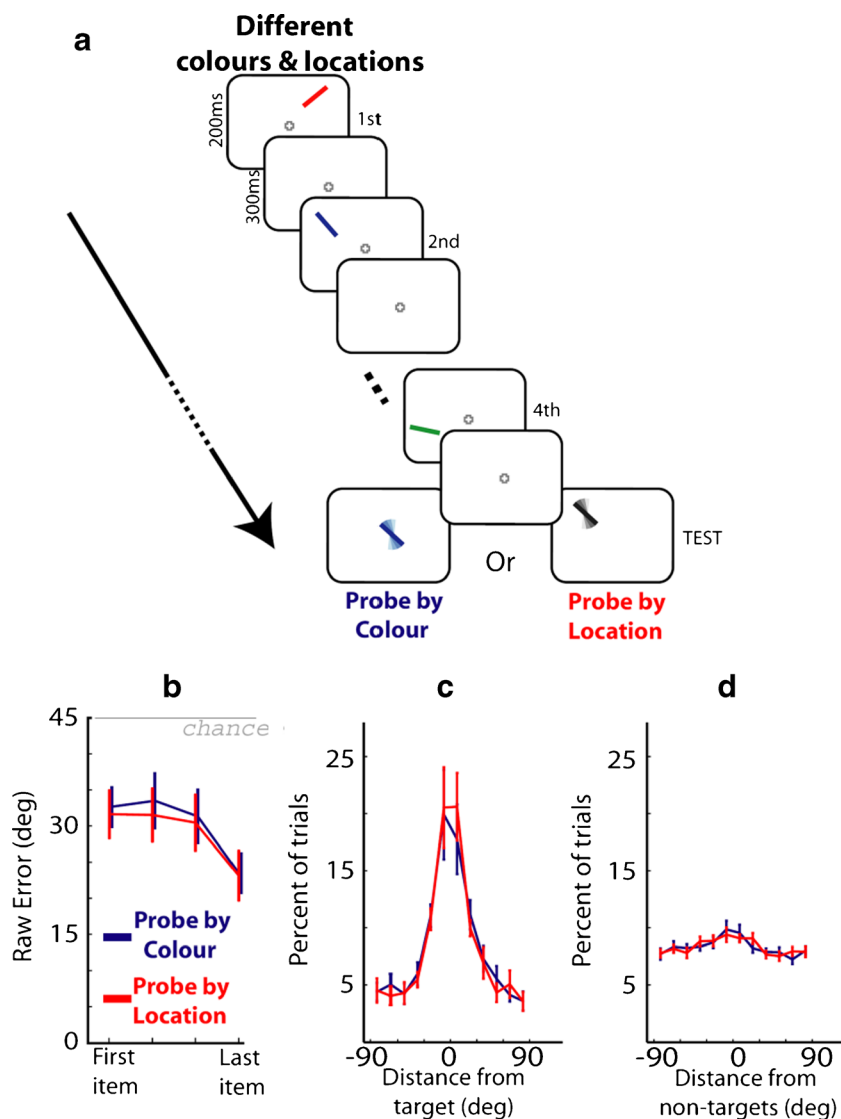 a
Different
colours & locations
200ms
1st
300ms
2nd
4th
TEST
Or
Probe by
Colour
Probe by
Location
b
45
chance
30
15
0
Raw Error (deg)
Probe by
Colour
Probe by
Location
First
item
Last
item
c
25
15
5
Percent of trials
-90
0
90
Distance from
target (deg)
d
25
15
5
Percent of trials
-90
0
90
Distance from
non-targets (deg)